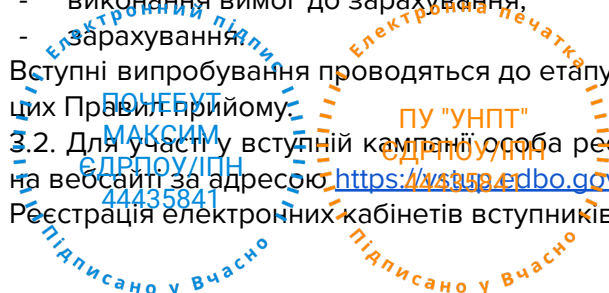 - виконання вимог до зарахування;
- зарахування.
Вступні випробування проводяться до етапу
цих Правил прийому.
3.2. Для участі у вступній кампанії особа рес
на вебсайті за адресою https://vstup.edbo.gov
Реєстрація електронних кабінетів вступників
Електронний підпис
ПОЧЕБУТ
МАКСИМ
ЄДРПОУ/ІПН
44435841
Підписано у Вчасно
Електронна печатка
ПУ "УНПТ"
ЄДРПОУ/ІПН
44435841
Підписано у Вчасно